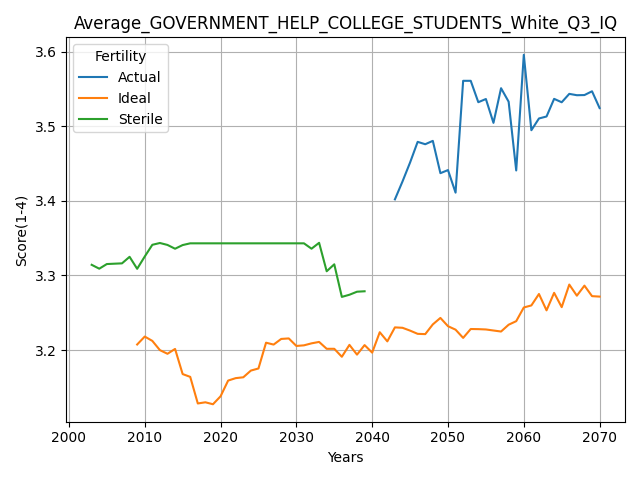 Average_GOVERNMENT_HELP_COLLEGE_STUDENTS_White_Q3_IQ
Fertility
Actual
Ideal
Sterile
Score(1-4)
3.6
3.5
3.4
3.3
3.2
2000 2010 2020 2030 2040 2050 2060 2070
Years